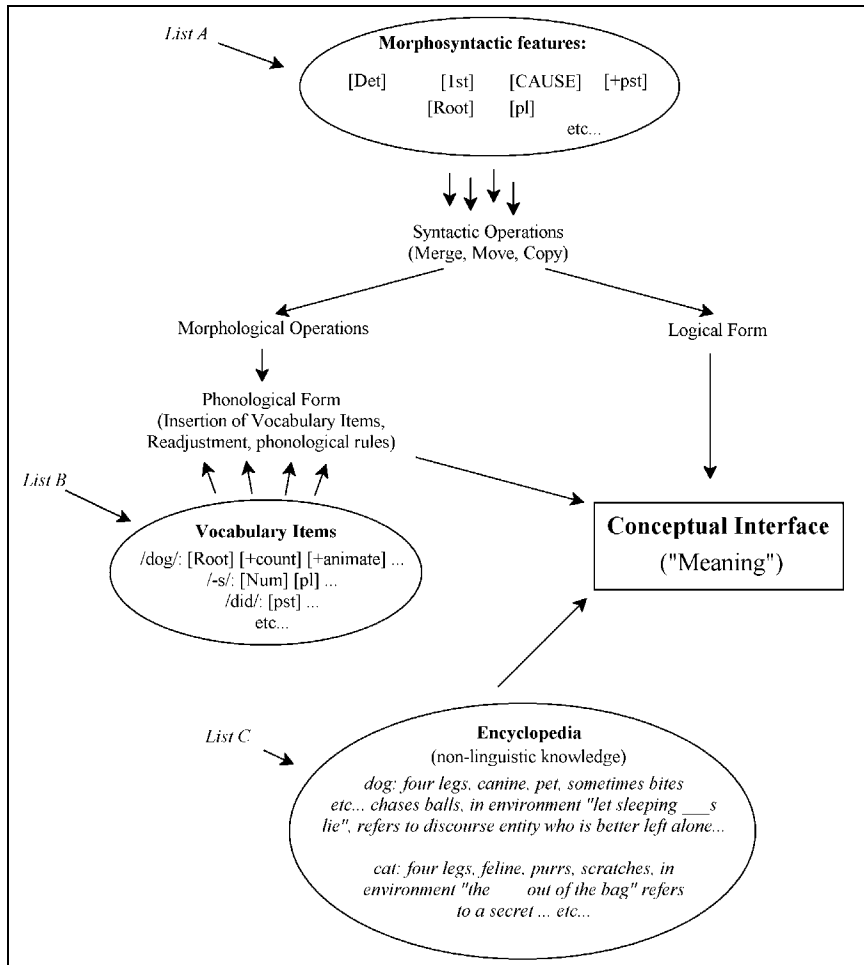 List A
Morphosyntactic features:
[Det] [1st] [CAUSE] [+pst]
[Root] [pl]
etc...
Syntactic Operations
(Merge, Move, Copy)
Morphological Operations
Logical Form
Phonological Form
(Insertion of Vocabulary Items,
Readjustment, phonological rules)
List B
Vocabulary Items
/dog/: [Root] [+count] [+animate] ...
/-s/: [Num] [pl] ...
/did/: [pst] ...
etc...
Conceptual Interface
("Meaning")
List C
Encyclopedia
(non-linguistic knowledge)
dog: four legs, canine, pet, sometimes bites
etc... chases balls, in environment "let sleeping ___s
lie", refers to discourse entity who is better left alone...
cat: four legs, feline, purrs, scratches, in
environment "the     out of the bag" refers
to a secret ... etc...